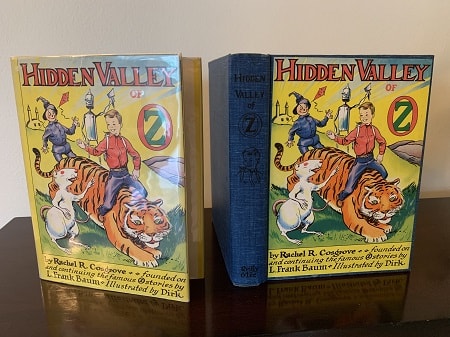 HIDDEN VALLEY
OF
OZ
by Rachel R. Cosgrove · · founded on
and continuing the famous Oz stories by
L. Frank Baum · Illustrated by Dirk
HIDDEN
VALLEY
of
OZ
Reilly
& Lee
HIDDEN VALLEY
OF
OZ
by Rachel R. Cosgrove · · founded on
and continuing the famous Oz stories by
L. Frank Baum · Illustrated by Dirk